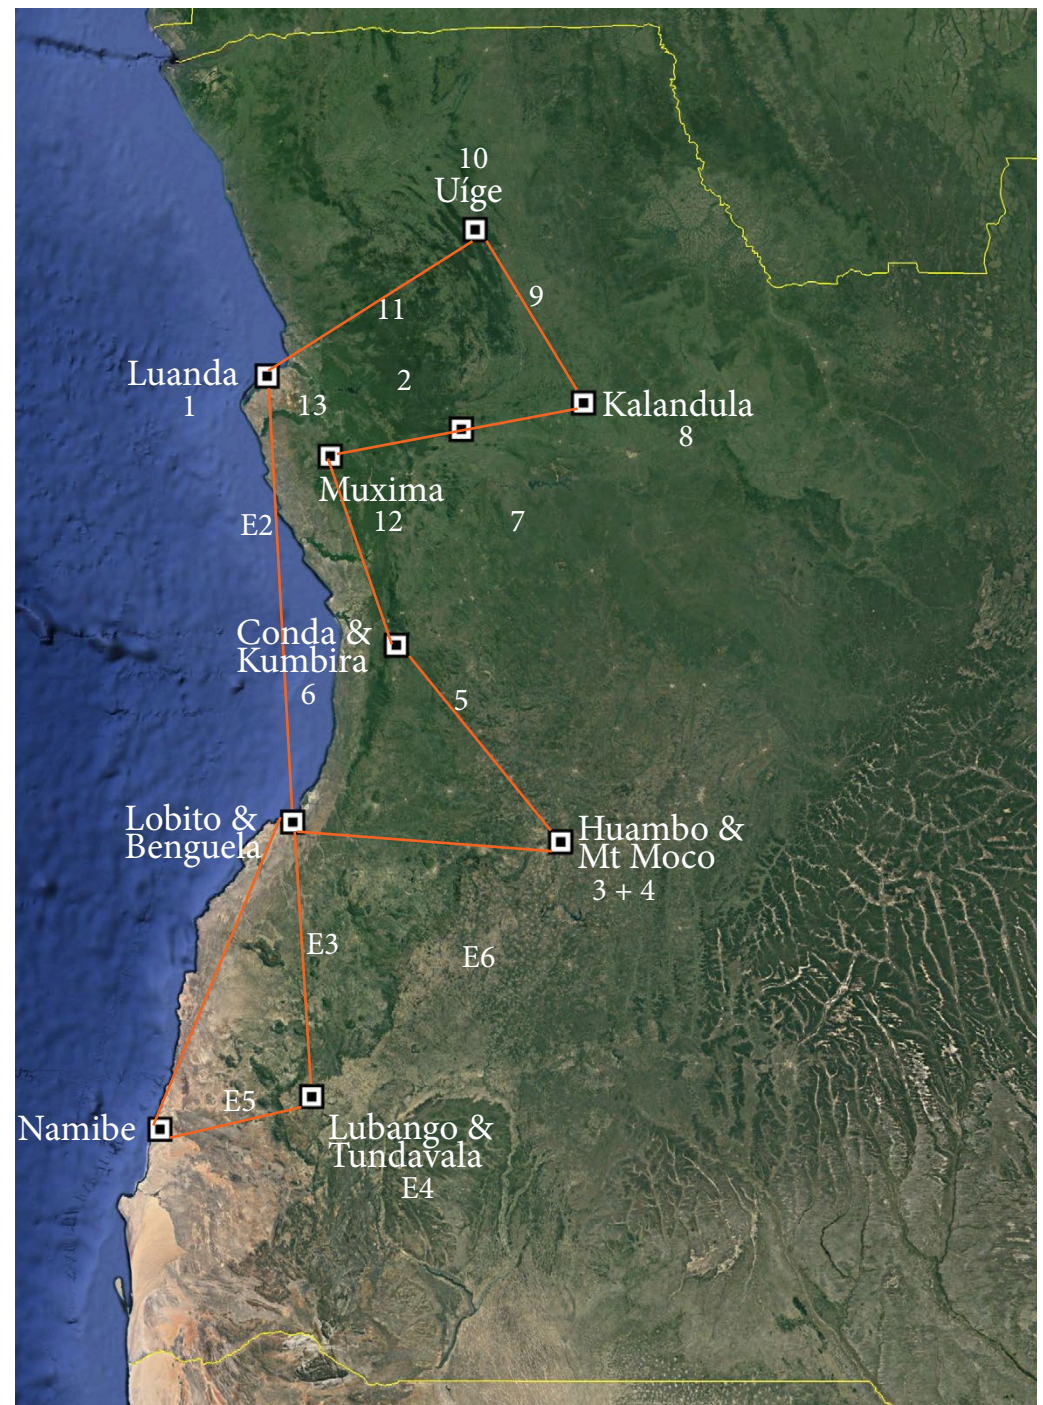 10
Uíge
9
11
Luanda
1
13
2
Kalandula
8
Muxima
12
7
E2
Conda &
Kumbira
6
5
Lobito &
Benguela
Huambo &
Mt Moco
3 + 4
E3
E6
E5
Namibe
Lubango &
Tundavala
E4